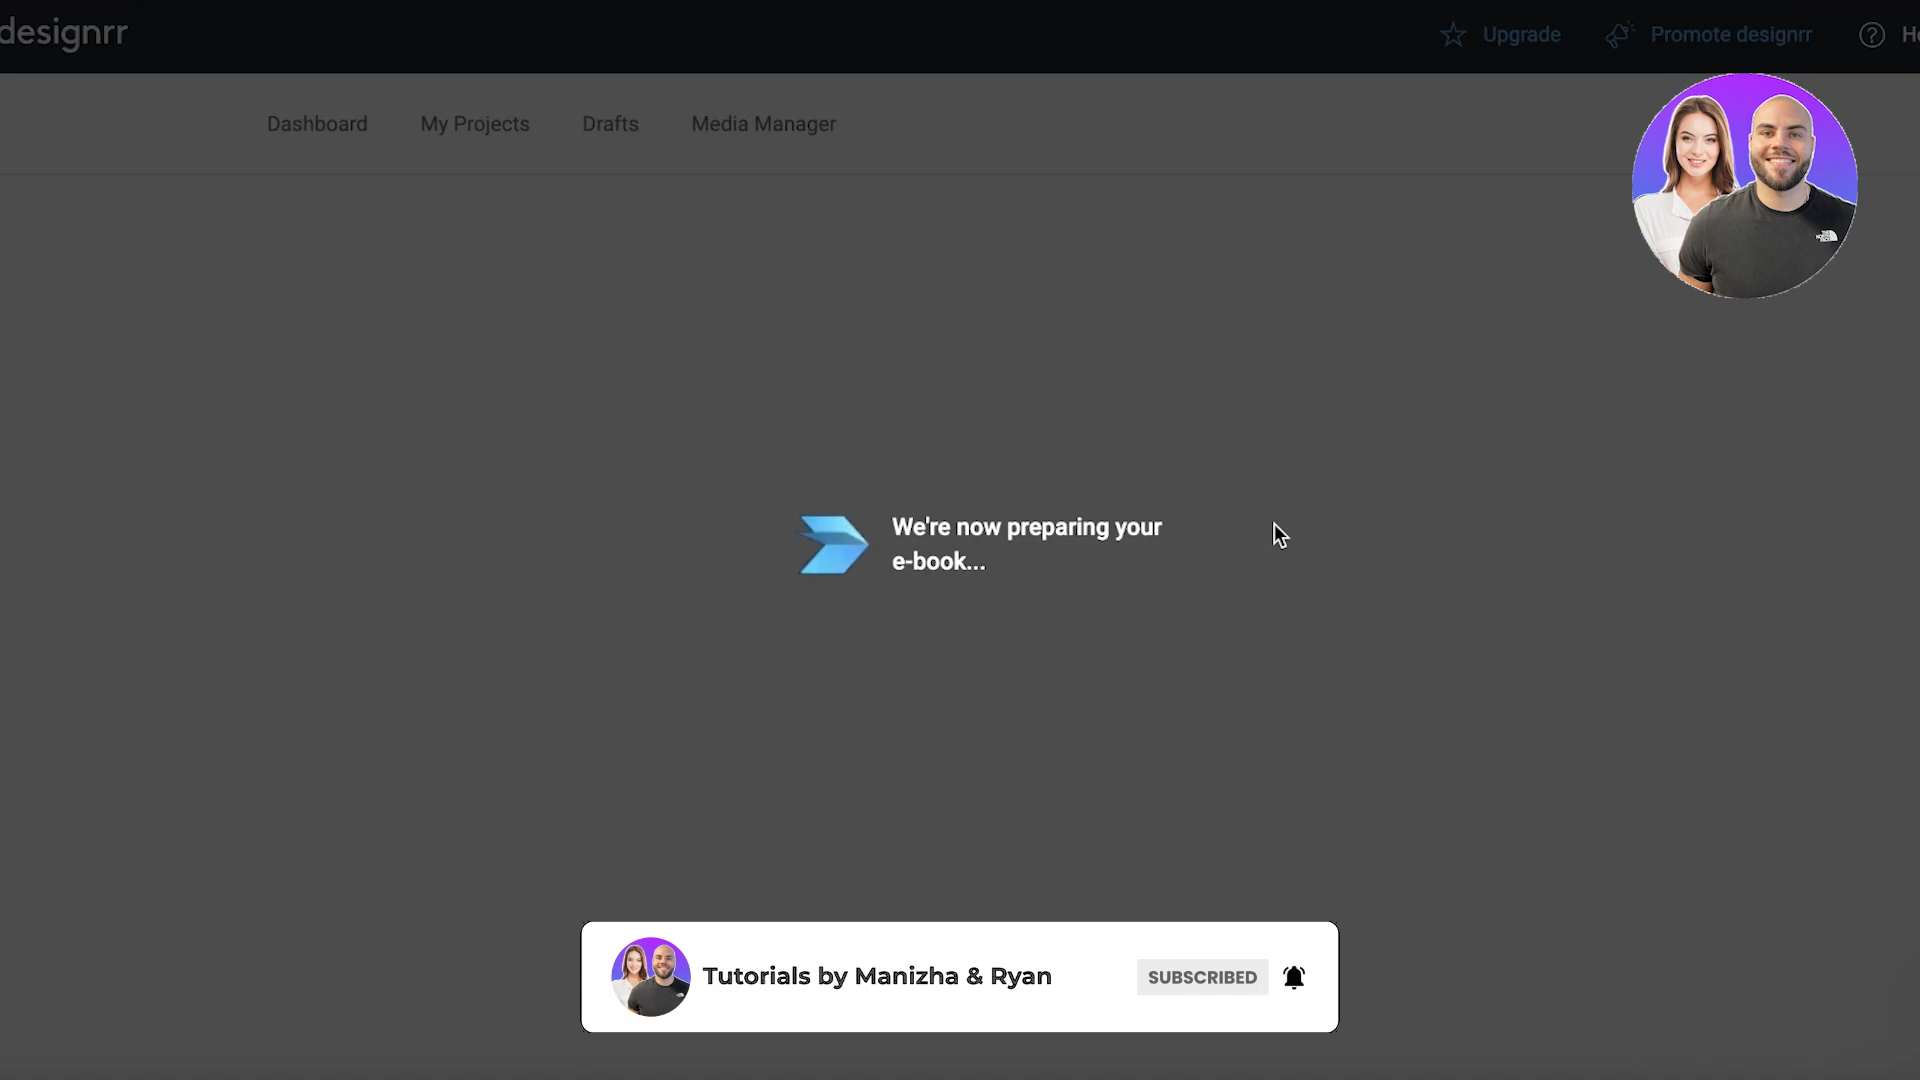 designrr
Upgrade
Promote designrr
Dashboard
My Projects
Drafts
Media Manager
We're now preparing your
e-book...
Tutorials by Manizha & Ryan
SUBSCRIBED